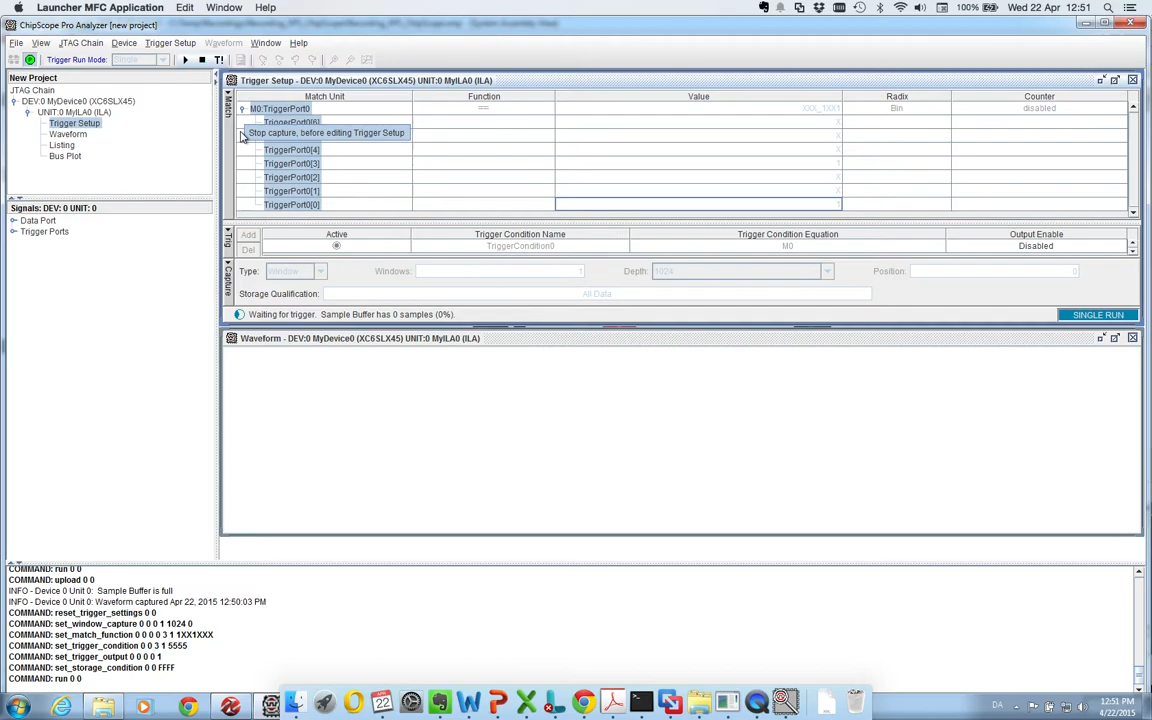 Launcher MFC Application Edit Window Help 100% Wed 22 Apr 12:51
ChipScope Pro Analyzer [new project]
File View JTAG Chain Device Trigger Setup Waveform Window Help
Trigger Run Mode: Single T!
New Project
JTAG Chain
DEV:0 MyDevice0 (XC6SLX45)
UNIT:0 MyILA0 (ILA)
Trigger Setup
Waveform
Listing
Bus Plot
Signals: DEV: 0 UNIT: 0
Data Port
Trigger Ports
Trigger Setup - DEV:0 MyDevice0 (XC6SLX45) UNIT:0 MyILA0 (ILA)
Match
Match Unit Function Value Radix Counter
M0:TriggerPort0 == XXX_1XX1 Bin disabled
TriggerPort0[6] X
Stop capture, before editing Trigger Setup X
TriggerPort0[4] X
TriggerPort0[3] 1
TriggerPort0[2] X
TriggerPort0[1] X
TriggerPort0[0] 1
Trig
Add Active Trigger Condition Name Trigger Condition Equation Output Enable
Del TriggerCondition0 M0 Disabled
Capture
Type: Window Windows: 1 Depth: 1024 Position: 0
Storage Qualification: All Data
Waiting for trigger. Sample Buffer has 0 samples (0%). SINGLE RUN
Waveform - DEV:0 MyDevice0 (XC6SLX45) UNIT:0 MyILA0 (ILA)
COMMAND: run 0 0
COMMAND: upload 0 0
INFO - Device 0 Unit 0: Sample Buffer is full
INFO - Device 0 Unit 0: Waveform captured Apr 22, 2015 12:50:03 PM
COMMAND: reset_trigger_settings 0 0
COMMAND: set_window_capture 0 0 0 1 1024 0
COMMAND: set_match_function 0 0 0 0 3 1 1XX1XXX
COMMAND: set_trigger_condition 0 0 3 1 5555
COMMAND: set_trigger_output 0 0 0 0 1
COMMAND: set_storage_condition 0 0 FFFF
COMMAND: run 0 0
DA 12:51 PM
4/22/2015